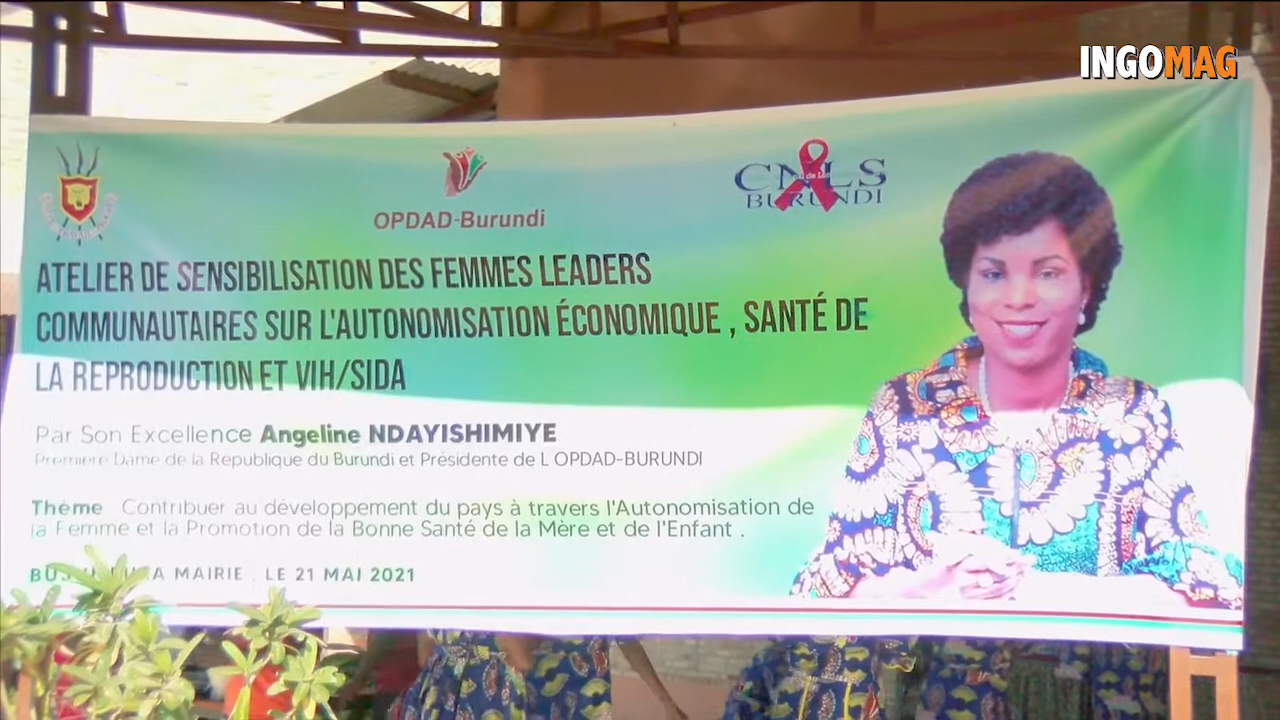 INGOMAG
OPDAD-Burundi
CNLS
BURUNDI
ATELIER DE SENSIBILISATION DES FEMMES LEADERS
COMMUNAUTAIRES SUR L'AUTONOMISATION ÉCONOMIQUE , SANTÉ DE
LA REPRODUCTION ET VIH/SIDA
Par Son Excellence Angeline NDAYISHIMIYE
Première Dame de la Republique du Burundi et Présidente de L OPDAD-BURUNDI
Thème Contribuer au développement du pays à travers l'Autonomisation de
la Femme et la Promotion de la Bonne Santé de la Mère et de l'Enfant .
MAIRIE , LE 21 MAI 2021